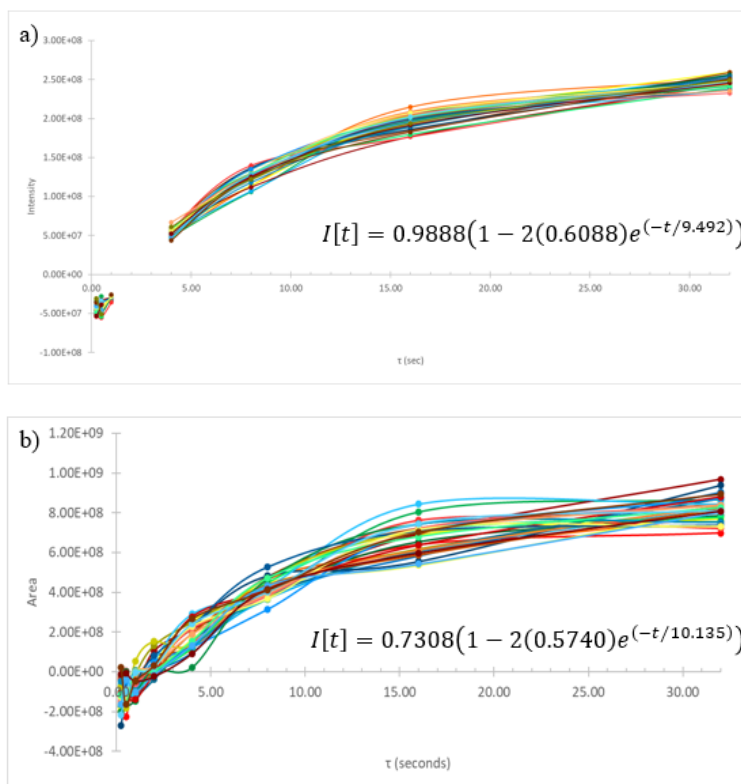 a)
3.00E+08
2.50E+08
2.00E+08
1.50E+08
1.00E+08
5.00E+07
0.00E+00
-5.00E+07
-1.00E+08
Intensity
0.00 5.00 10.00 15.00 20.00 25.00 30.00
τ (sec)
I[t] = 0.9888(1 − 2(0.6088)e^(−t/9.492))
b)
1.20E+09
1.00E+09
8.00E+08
6.00E+08
4.00E+08
2.00E+08
0.00E+00
-2.00E+08
-4.00E+08
Area
5.00 10.00 15.00 20.00 25.00 30.00
τ (seconds)
I[t] = 0.7308(1 − 2(0.5740)e^(−t/10.135))